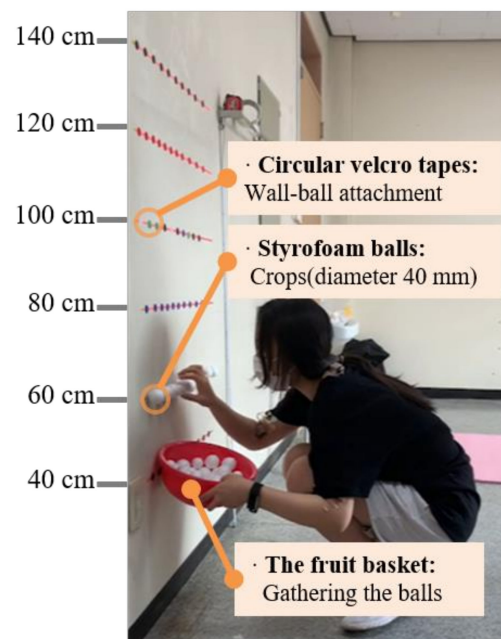 140 cm
120 cm
100 cm
80 cm
60 cm
40 cm
· Circular velcro tapes:
Wall-ball attachment
· Styrofoam balls:
Crops(diameter 40 mm)
· The fruit basket:
Gathering the balls